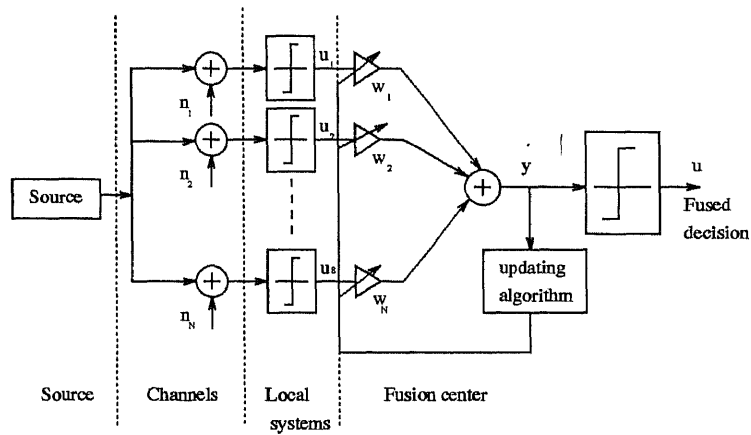 u1
w1
n1
u2
w2
n2
y
u
Source
Fused
decision
u8
updating
algorithm
wN
nN
Source
Channels
Local
systems
Fusion center